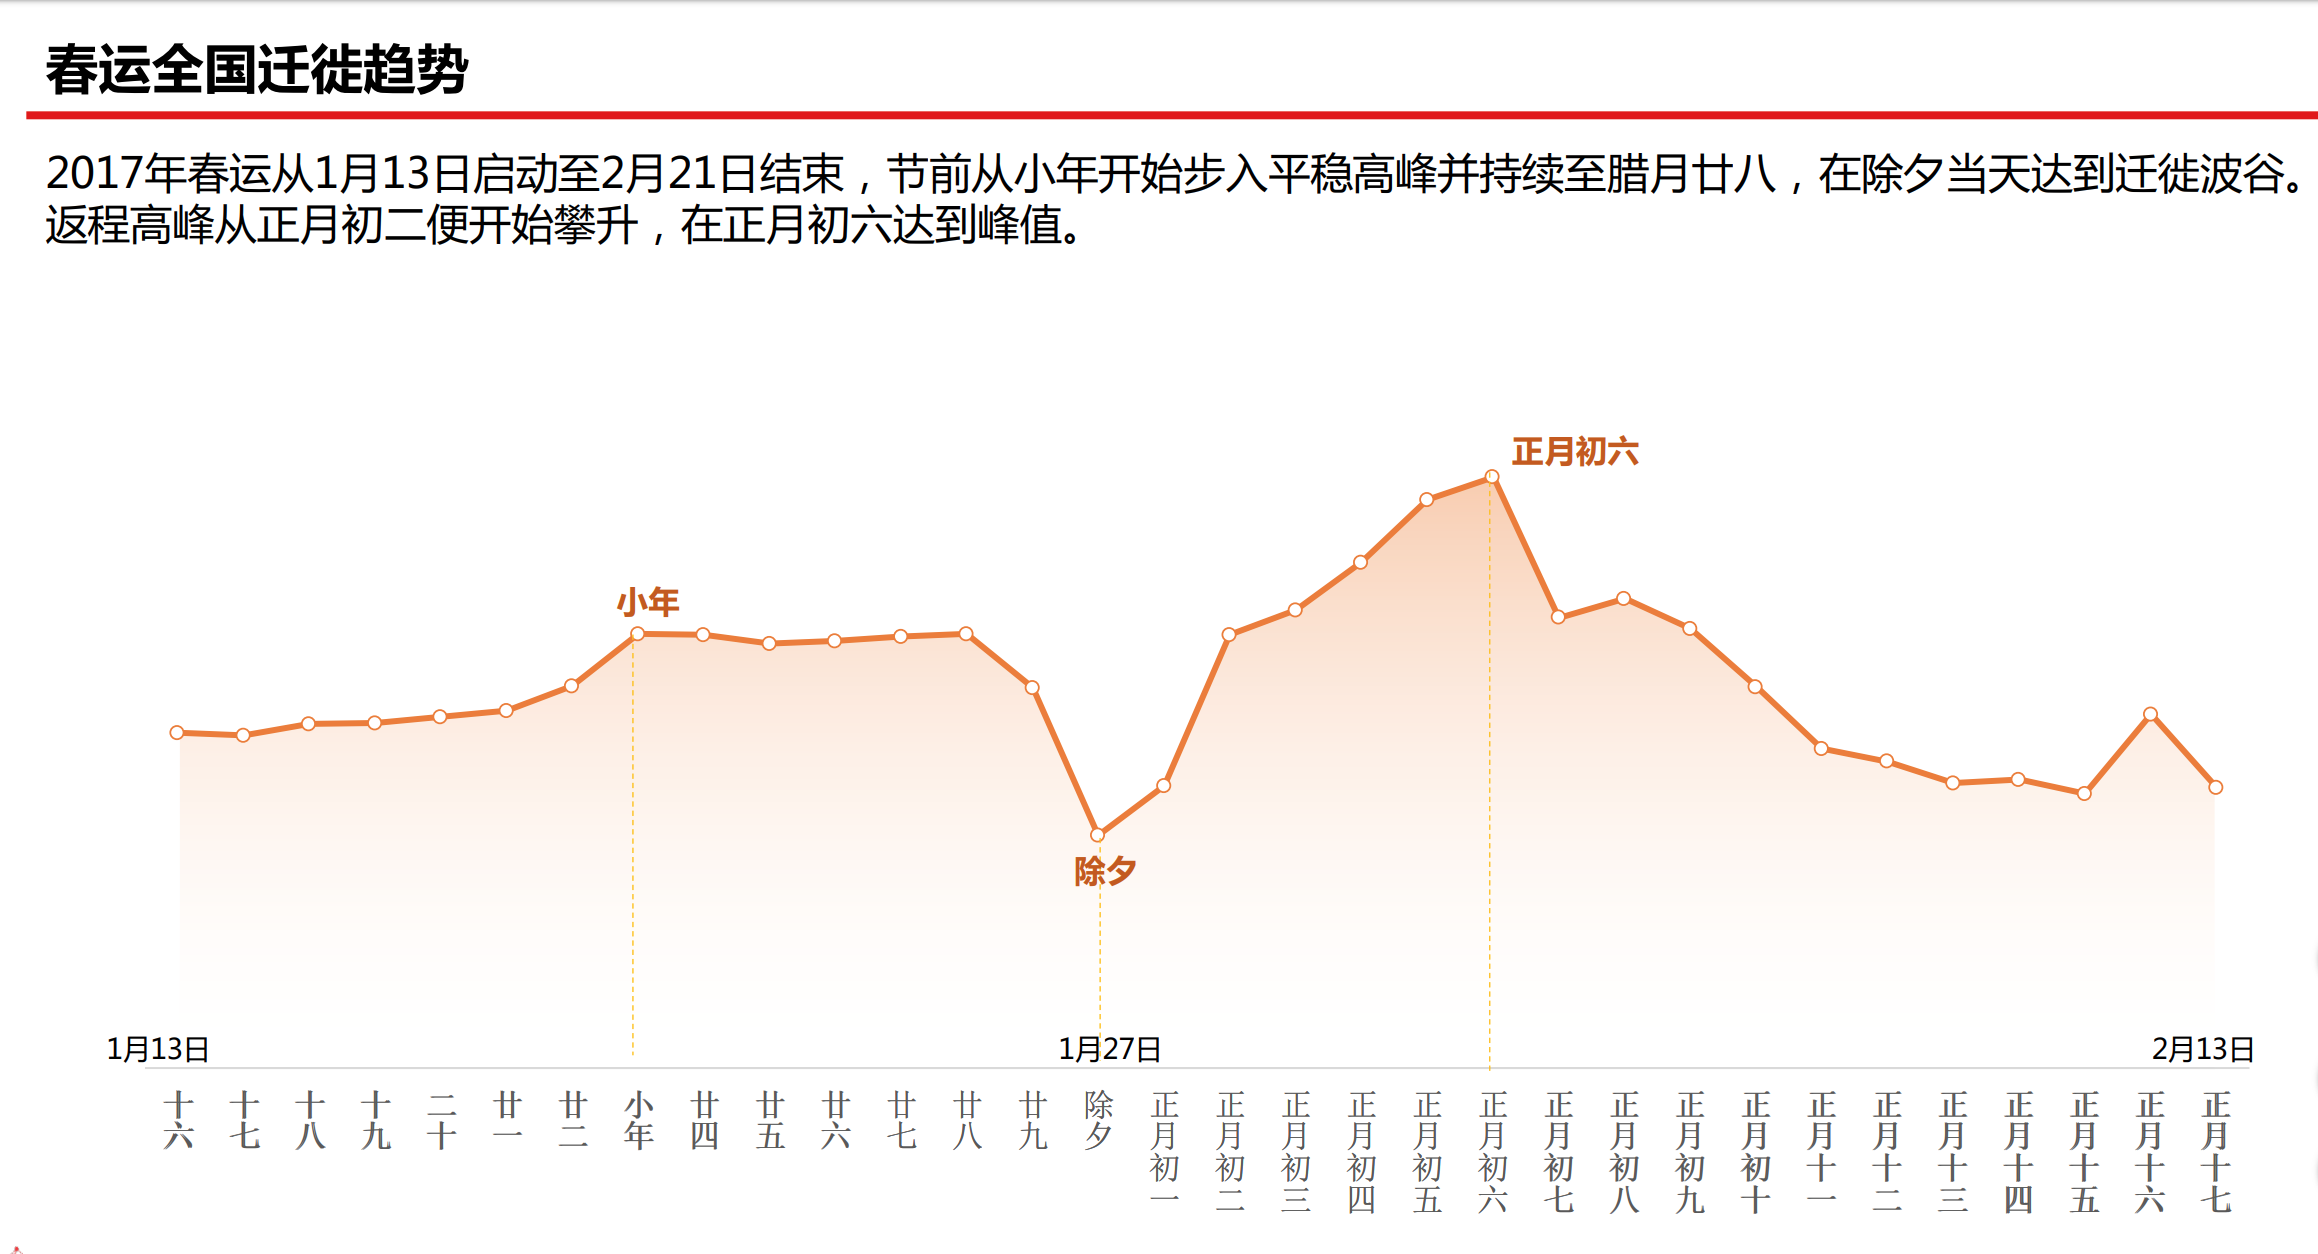 春运全国迁徙趋势
2017年春运从1月13日启动至2月21日结束，节前从小年开始步入平稳高峰并持续至腊月廿八，在除夕当天达到迁徙波谷。
返程高峰从正月初二便开始攀升，在正月初六达到峰值。
正月初六
小年
除夕
1月13日
1月27日
2月13日
十六
十七
十八
十九
二十
廿一
廿二
小年
廿四
廿五
廿六
廿七
廿八
廿九
除夕
正月初一
正月初二
正月初三
正月初四
正月初五
正月初六
正月初七
正月初八
正月初九
正月初十
正月十一
正月十二
正月十三
正月十四
正月十五
正月十六
正月十七